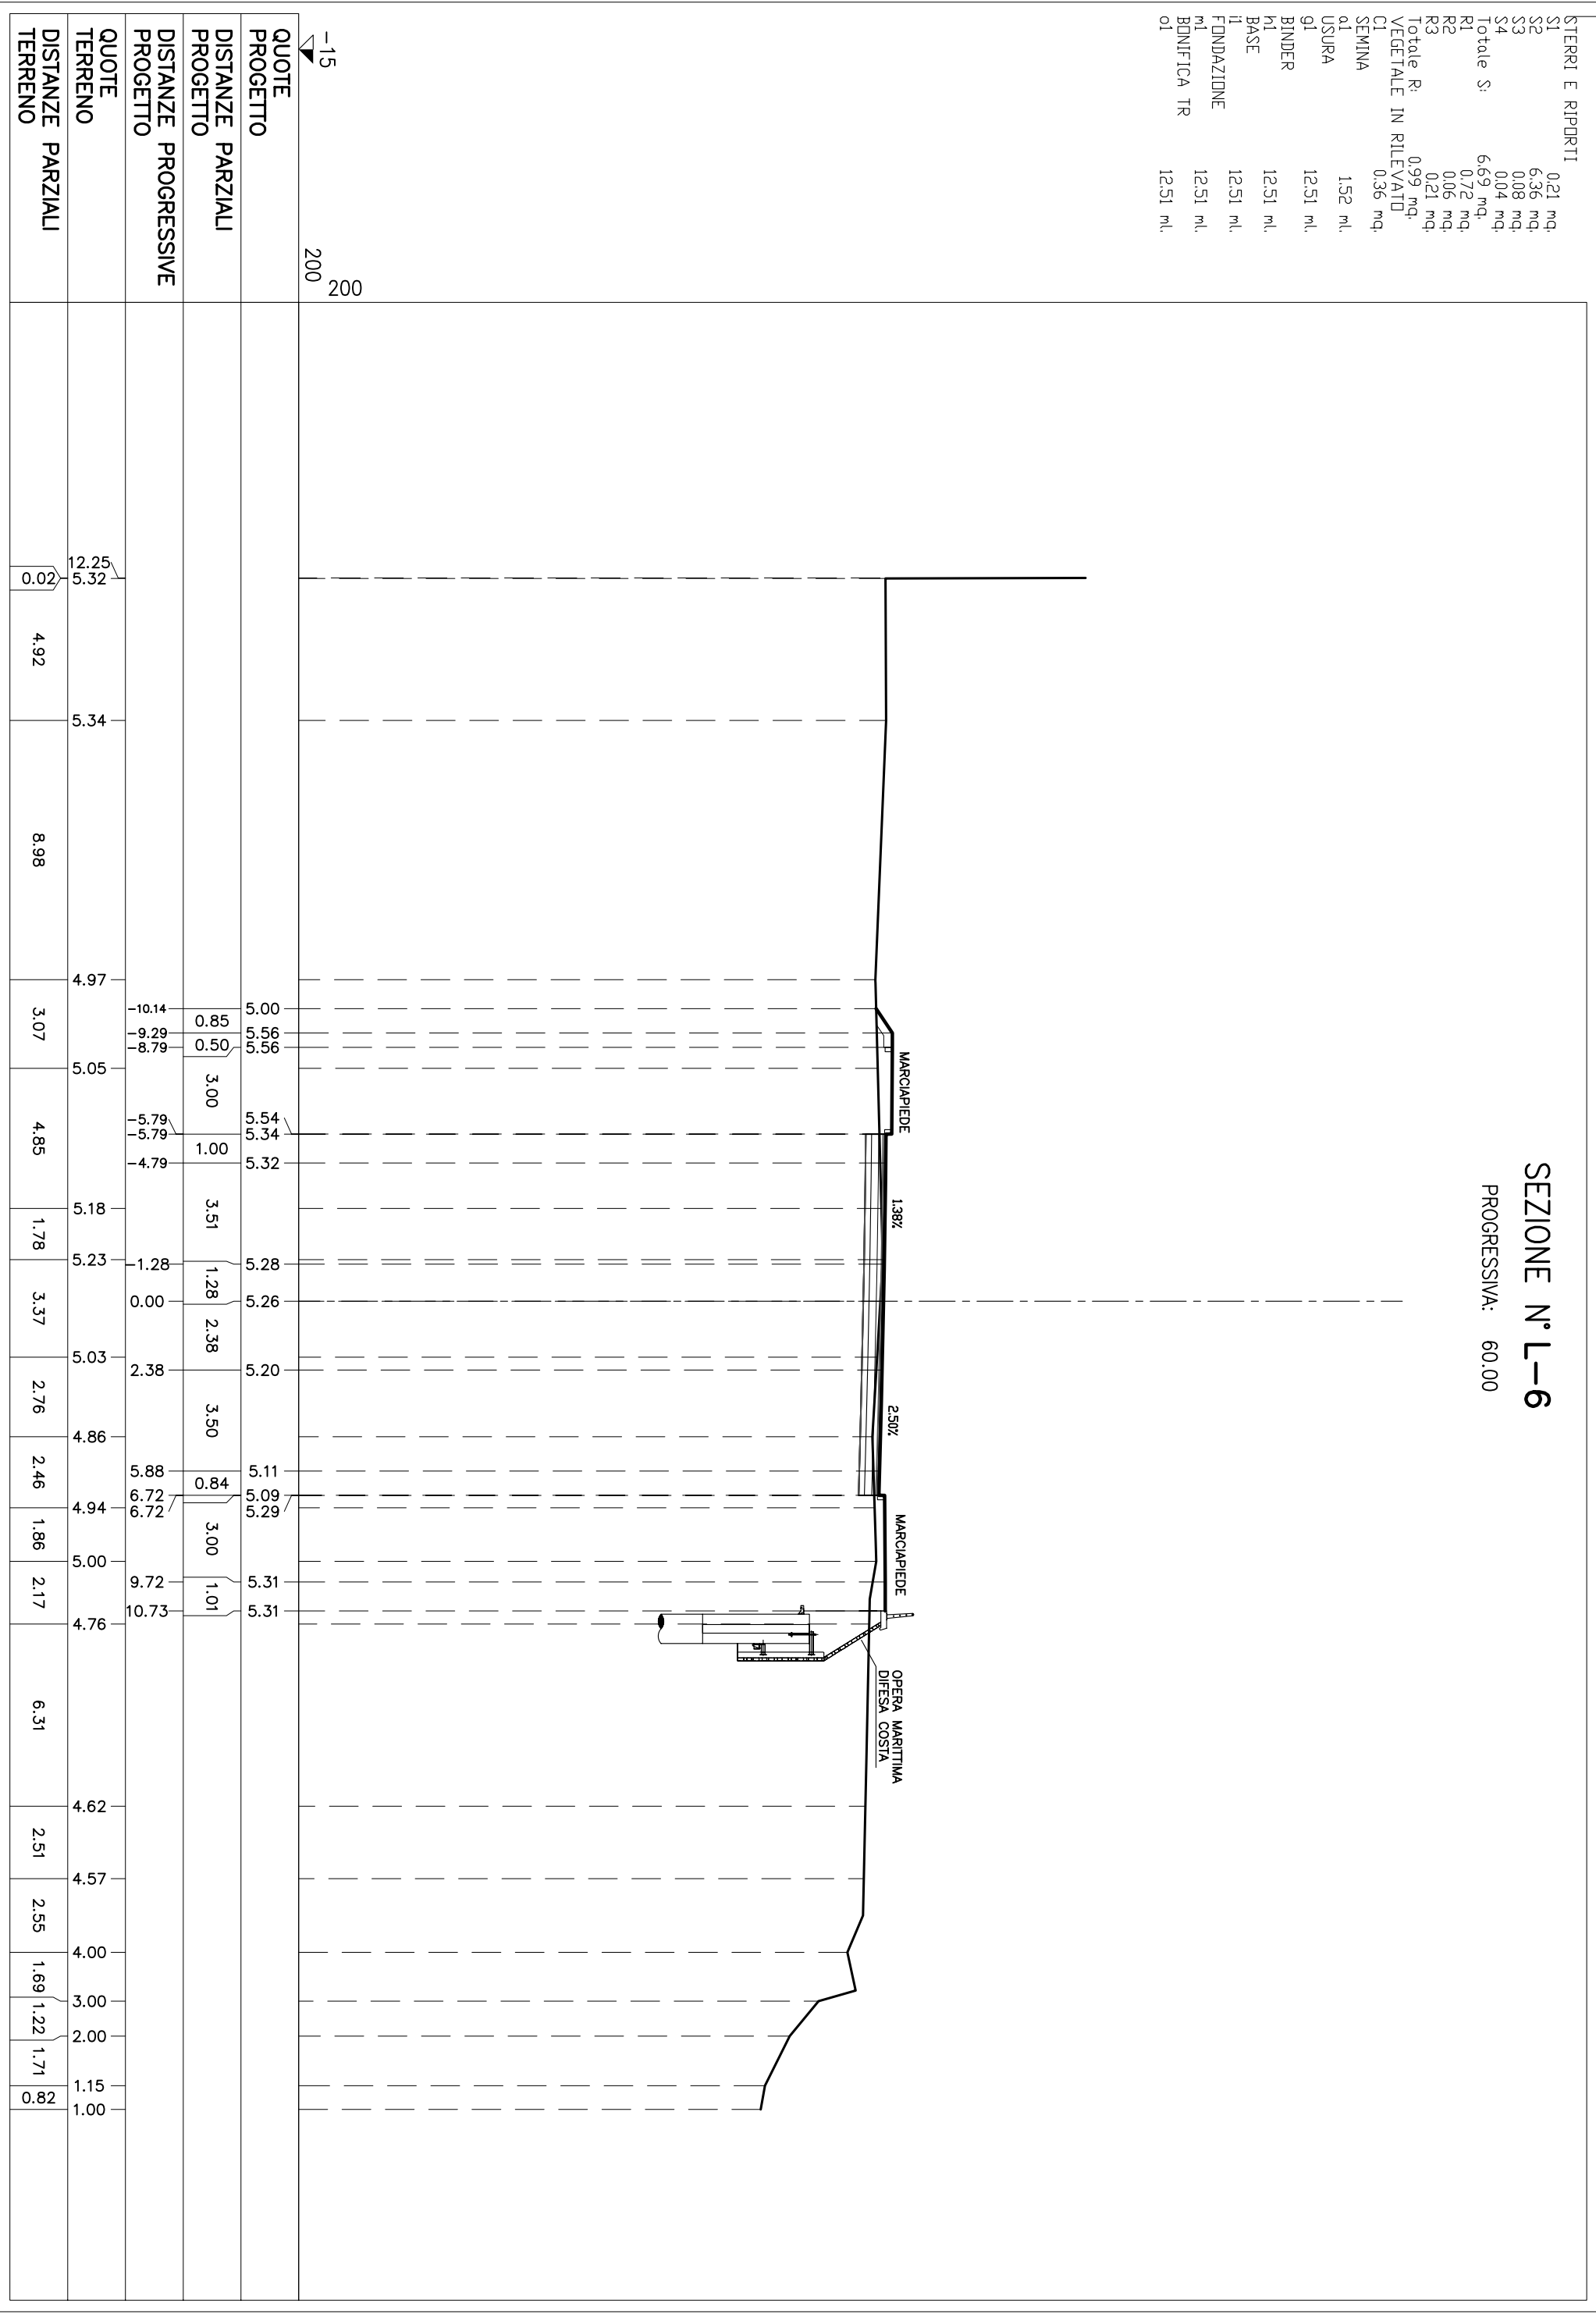 STERRI E RIPORTI
S1 0.21 mq.
S2 6.36 mq.
S3 0.08 mq.
S4 0.04 mq.
Totale S: 6.69 mq.
R1 0.72 mq.
R2 0.06 mq.
R3 0.21 mq.
Totale R: 0.99 mq.
VEGETALE IN RILEVATO
C1 0.36 mq.
SEMINA
a1 1.52 ml.
USURA
g1 12.51 ml.
BINDER
h1 12.51 ml.
BASE
i1 12.51 ml.
FONDAZIONE
m1 12.51 ml.
BONIFICA TR
o1 12.51 ml.
SEZIONE N° L-6
PROGRESSIVA: 60.00
MARCIAPIEDE
1.38%
2.50%
MARCIAPIEDE
OPERA MARITTIMA
DIFESA COSTA
200
200
-15
QUOTE
PROGETTO
5.00 5.56 5.56 5.54 5.34 5.32 5.28 5.26 5.20 5.11 5.09 5.29 5.31 5.31
DISTANZE PARZIALI
PROGETTO
0.85 0.50 3.00 1.00 3.51 1.28 2.38 3.50 0.84 3.00 1.01
DISTANZE PROGRESSIVE
PROGETTO
-10.14 -9.29 -8.79 -5.79 -5.79 -4.79 -1.28 0.00 2.38 5.88 6.72 6.72 9.72 10.73
QUOTE
TERRENO
12.25 5.32 5.34 4.97 5.05 5.18 5.23 5.03 4.86 4.94 5.00 4.76 4.62 4.57 4.00 3.00 2.00 1.15 1.00
DISTANZE PARZIALI
TERRENO
0.02 4.92 8.98 3.07 4.85 1.78 3.37 2.76 2.46 1.86 2.17 6.31 2.51 2.55 1.69 1.22 1.71 0.82